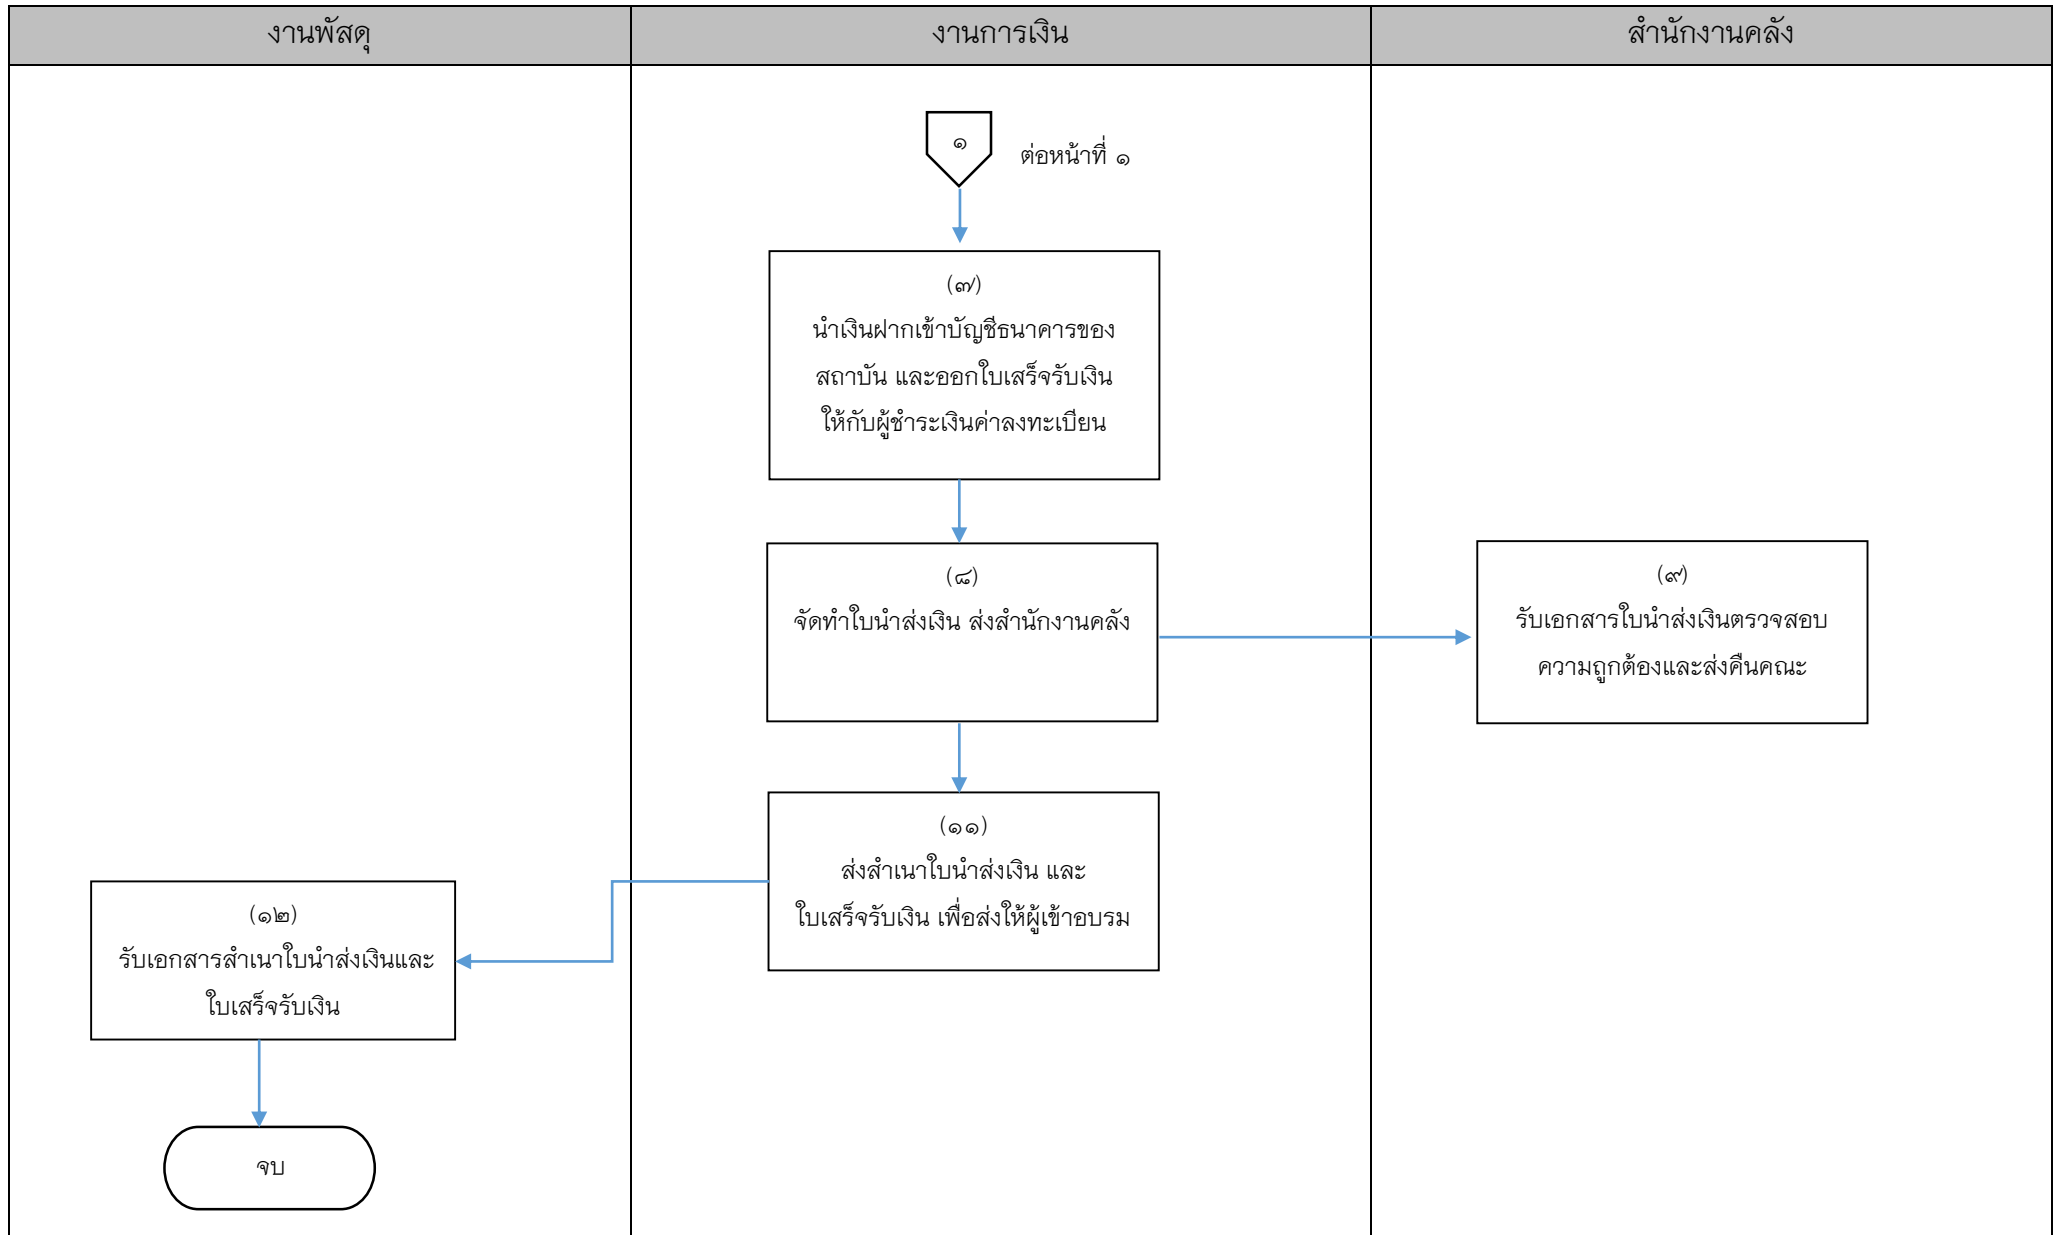 งานพัสดุ
งานการเงิน
สำนักงานคลัง
๑
ต่อหน้าที่ ๑
(๗)
นำเงินฝากเข้าบัญชีธนาคารของ
สถาบัน และออกใบเสร็จรับเงิน
ให้กับผู้ชำระเงินค่าลงทะเบียน
(๘)
จัดทำใบนำส่งเงิน ส่งสำนักงานคลัง
(๙)
รับเอกสารใบนำส่งเงินตรวจสอบ
ความถูกต้องและส่งคืนคณะ
(๑๑)
ส่งสำเนาใบนำส่งเงิน และ
ใบเสร็จรับเงิน เพื่อส่งให้ผู้เข้าอบรม
(๑๒)
รับเอกสารสำเนาใบนำส่งเงินและ
ใบเสร็จรับเงิน
จบ